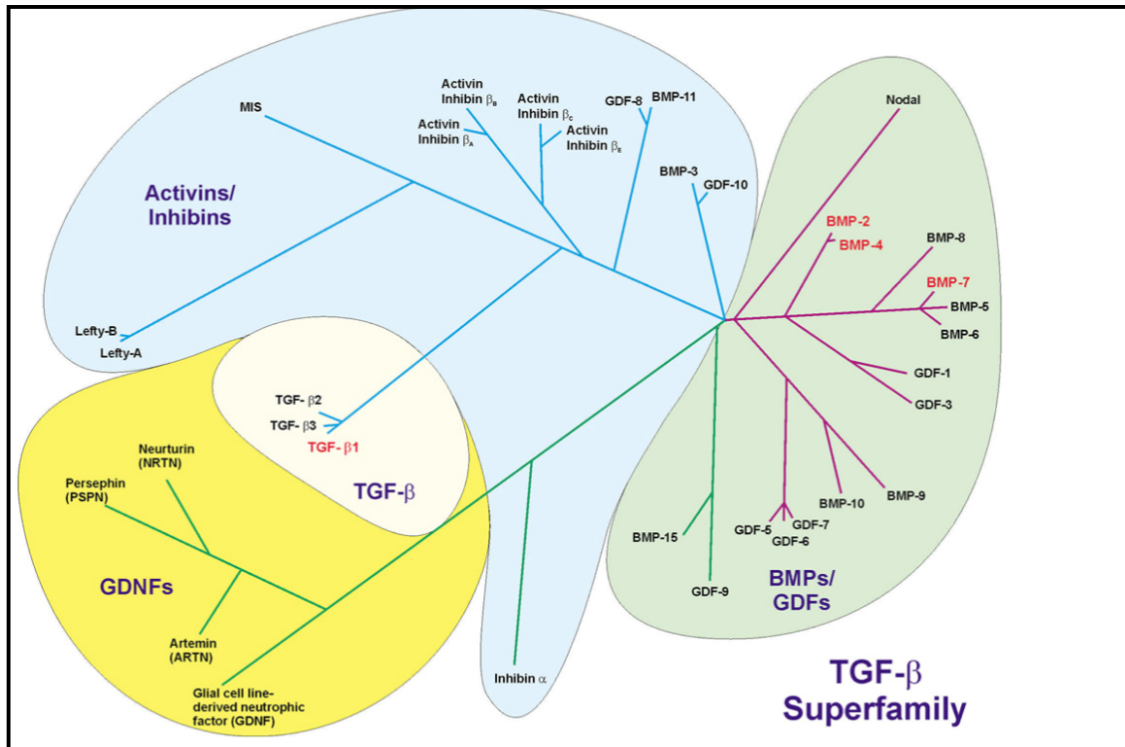 MIS
Activin
Inhibin βB
Activin
Inhibin βA
Activin
Inhibin βC
Activin
Inhibin βE
GDF-8
BMP-11
BMP-3
GDF-10
Nodal
Activins/
Inhibins
BMP-2
BMP-4
BMP-8
BMP-7
BMP-5
BMP-6
GDF-1
GDF-3
Lefty-B
Lefty-A
TGF- β2
TGF- β3
TGF- β1
TGF-β
Neurturin
(NRTN)
Persephin
(PSPN)
GDNFs
Artemin
(ARTN)
Glial cell line-
derived neutrophic
factor (GDNF)
Inhibin α
BMP-15
GDF-9
GDF-5
GDF-6
GDF-7
BMP-10
BMP-9
BMPs/
GDFs
TGF-β
Superfamily